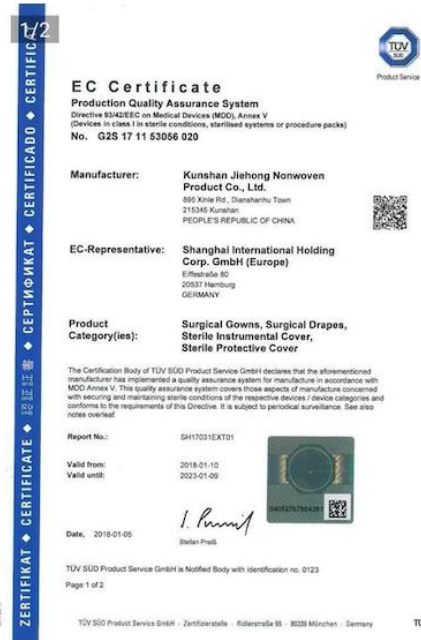 1/2
ZERTIFIKAT ◆ CERTIFICATE ◆ 認 証 証 書 ◆ СЕРТИФИКАТ ◆ CERTIFICADO ◆ CERTIFIC
TÜV
SÜD
Product Service
EC Certificate
Production Quality Assurance System
Directive 93/42/EEC on Medical Devices (MDD), Annex V
(Devices in class I in sterile conditions, sterilised systems or procedure packs)
No. G2S 17 11 53056 020
Manufacturer: Kunshan Jiehong Nonwoven
Product Co., Ltd.
895 Xinle Rd., Dianshanhu Town
215345 Kunshan
PEOPLE'S REPUBLIC OF CHINA
EC-Representative: Shanghai International Holding
Corp. GmbH (Europe)
Eiffestraße 80
20537 Hamburg
GERMANY
Product Surgical Gowns, Surgical Drapes,
Category(ies): Sterile Instrumental Cover,
Sterile Protective Cover
The Certification Body of TÜV SÜD Product Service GmbH declares that the aforementioned
manufacturer has implemented a quality assurance system for manufacture in accordance with
MDD Annex V. This quality assurance system covers those aspects of manufacture concerned
with securing and maintaining sterile conditions of the respective devices / device categories and
conforms to the requirements of this Directive. It is subject to periodical surveillance. See also
notes overleaf.
Report No.: SH17031EXT01
Valid from: 2018-01-10
Valid until: 2023-01-09
Date, 2018-01-05
Stefan Preiß
TÜV SÜD Product Service GmbH is Notified Body with identification no. 0123
Page 1 of 2
TÜV SÜD Product Service GmbH · Zertifizierstelle · Ridlerstraße 65 · 80339 München · Germany
TÜ